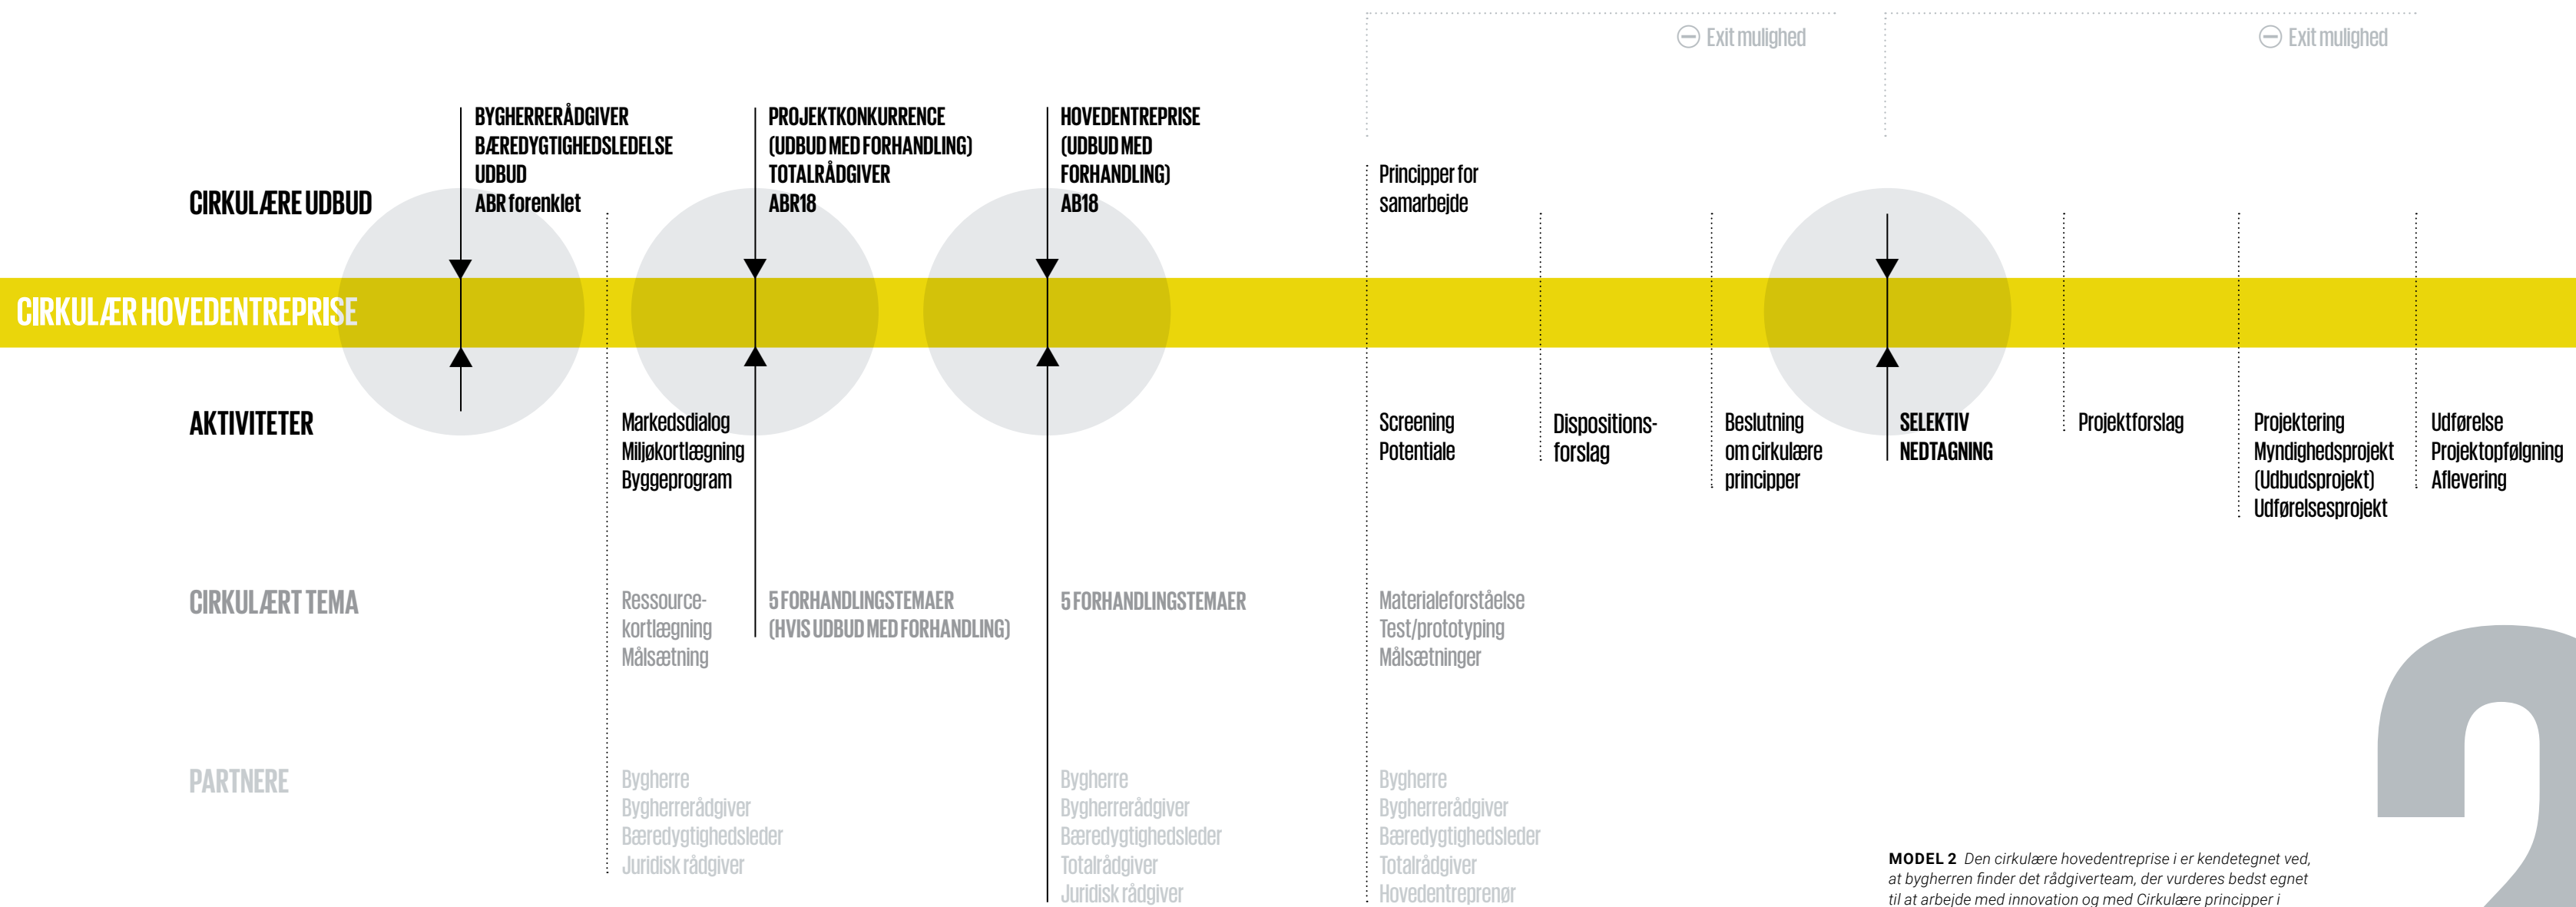 Exit mulighed
Exit mulighed
CIRKULÆRE UDBUD
BYGHERRERÅDGIVER
BÆREDYGTIGHEDSLEDELSE
UDBUD
ABR forenklet
PROJEKTKONKURRENCE
(UDBUD MED FORHANDLING)
TOTALRÅDGIVER
ABR18
HOVEDENTREPRISE
(UDBUD MED
FORHANDLING)
AB18
Principper for
samarbejde
CIRKULÆR HOVEDENTREPRISE
AKTIVITETER
Markedsdialog
Miljøkortlægning
Byggeprogram
Screening
Potentiale
Dispositions-
forslag
Beslutning
om cirkulære
principper
SELEKTIV
NEDTAGNING
Projektforslag
Projektering
Myndighedsprojekt
(Udbudsprojekt)
Udførelsesprojekt
Udførelse
Projektopfølgning
Aflevering
CIRKULÆRT TEMA
Ressource-
kortlægning
Målsætning
5 FORHANDLINGSTEMAER
(HVIS UDBUD MED FORHANDLING)
5 FORHANDLINGSTEMAER
Materialeforståelse
Test/prototyping
Målsætninger
PARTNERE
Bygherre
Bygherrerådgiver
Bæredygtighedsleder
Juridisk rådgiver
Bygherre
Bygherrerådgiver
Bæredygtighedsleder
Totalrådgiver
Juridisk rådgiver
Bygherre
Bygherrerådgiver
Bæredygtighedsleder
Totalrådgiver
Hovedentreprenør
2
MODEL 2 Den cirkulære hovedentreprise i er kendetegnet ved,
at bygherren finder det rådgiverteam, der vurderes bedst egnet
til at arbejde med innovation og med Cirkulære principper i